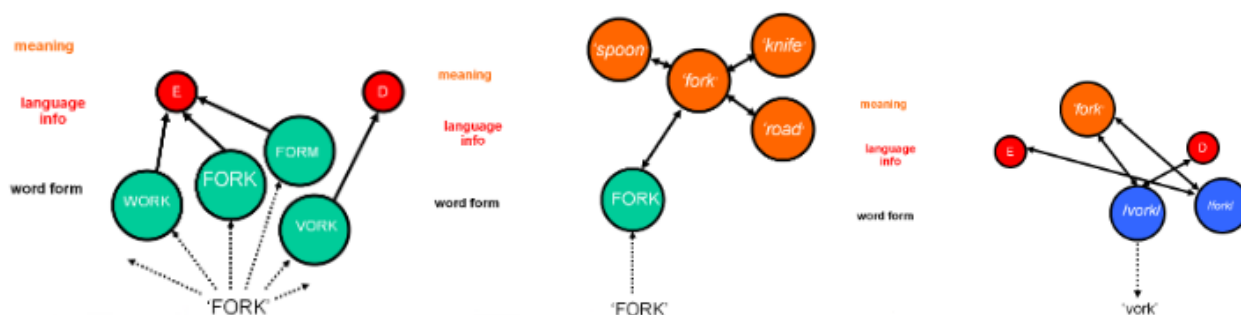 meaning
language
info
word form
E
D
WORK
FORK
FORM
VORK
'FORK'
meaning
language
info
word form
'spoon'
'fork'
'knife'
'road'
FORK
'FORK'
meaning
language
info
word form
'fork'
E
D
/vork/
/fork/
'vork'